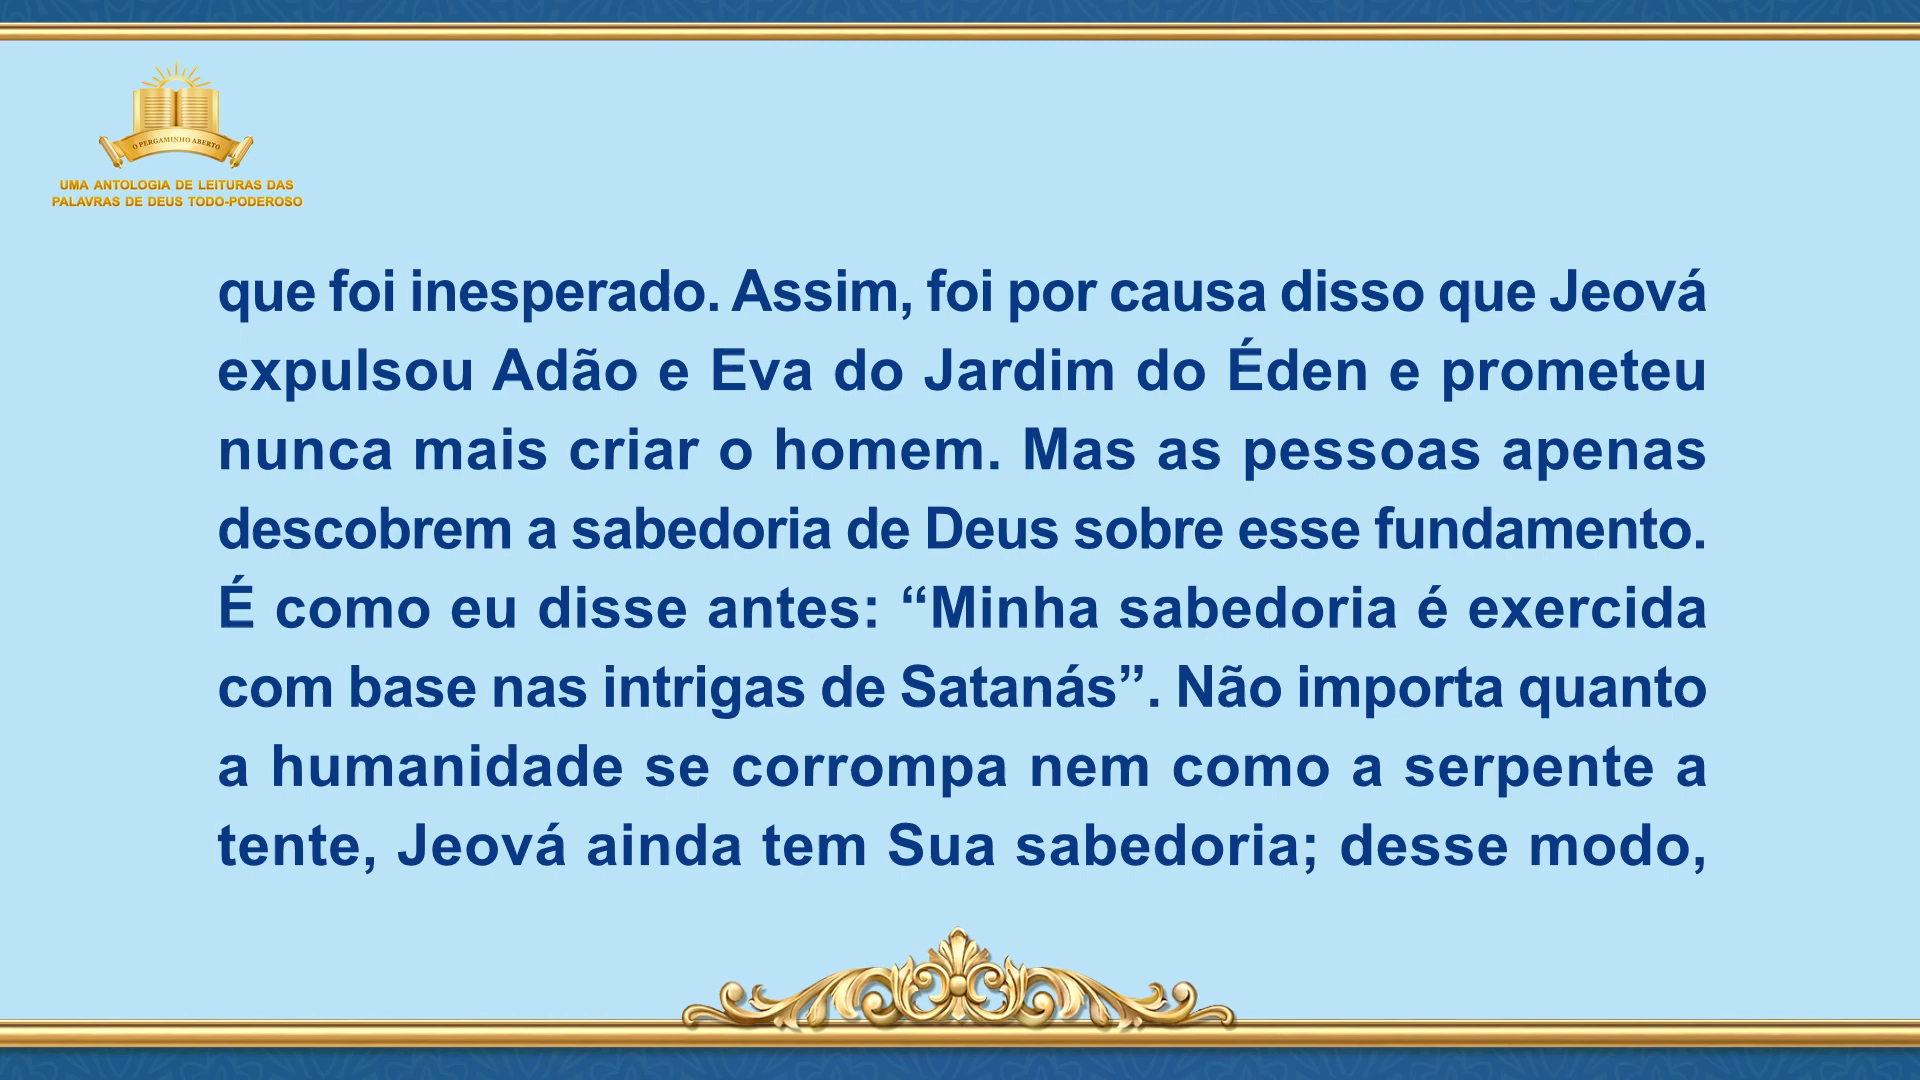 O PERGAMINHO ABERTO
UMA ANTOLOGIA DE LEITURAS DAS
PALAVRAS DE DEUS TODO-PODEROSO
que foi inesperado. Assim, foi por causa disso que Jeová
expulsou Adão e Eva do Jardim do Éden e prometeu
nunca mais criar o homem. Mas as pessoas apenas
descobrem a sabedoria de Deus sobre esse fundamento.
É como eu disse antes: “Minha sabedoria é exercida
com base nas intrigas de Satanás”. Não importa quanto
a humanidade se corrompa nem como a serpente a
tente, Jeová ainda tem Sua sabedoria; desse modo,